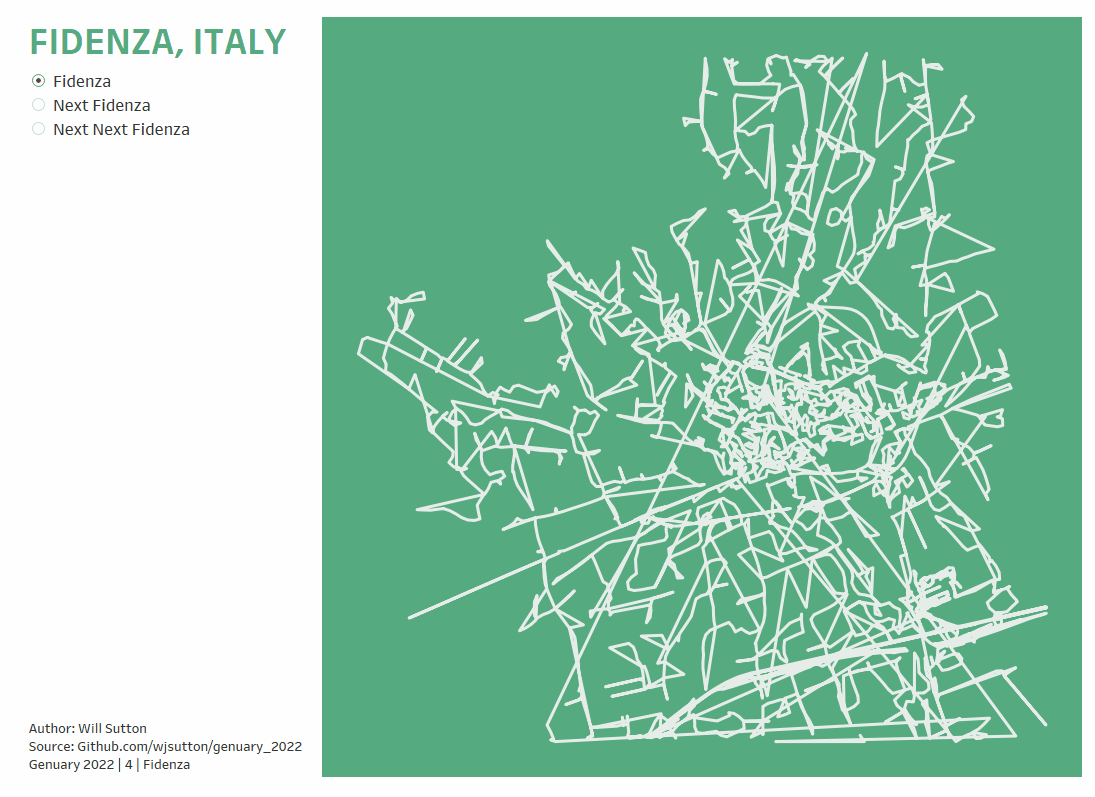 FIDENZA, ITALY
Fidenza
Next Fidenza
Next Next Fidenza
Author: Will Sutton
Source: Github.com/wjsutton/genuary_2022
Genuary 2022 | 4 | Fidenza